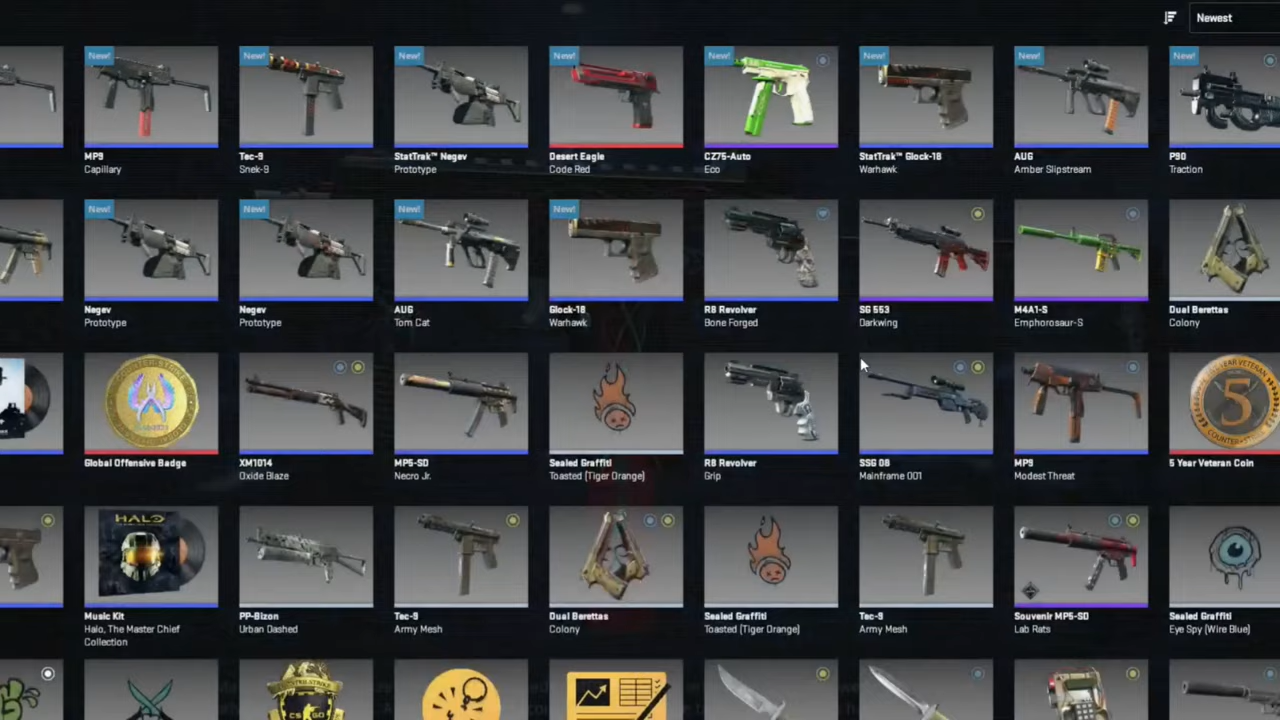 Newest
New!
New!
New!
New!
New!
New!
New!
New!
MP9
Capillary
Tec-9
Snek-9
StatTrak™ Negev
Prototype
Desert Eagle
Code Red
CZ75-Auto
Eco
StatTrak™ Glock-18
Warhawk
AUG
Amber Slipstream
P90
Traction
New!
New!
New!
New!
Negev
Prototype
Negev
Prototype
AUG
Tom Cat
Glock-18
Warhawk
R8 Revolver
Bone Forged
SG 553
Darkwing
M4A1-S
Emphorosaur-S
Dual Berettas
Colony
5
Global Offensive Badge
XM1014
Oxide Blaze
MP5-SD
Necro Jr.
Sealed Graffiti
Toasted (Tiger Orange)
R8 Revolver
Grip
SSG 08
Mainframe 001
MP9
Modest Threat
5 Year Veteran Coin
HALO
Music Kit
Halo, The Master Chief
Collection
PP-Bizon
Urban Dashed
Tec-9
Army Mesh
Dual Berettas
Colony
Sealed Graffiti
Toasted (Tiger Orange)
Tec-9
Army Mesh
Souvenir MP5-SD
Lab Rats
Sealed Graffiti
Eye Spy (Wire Blue)
CS GO